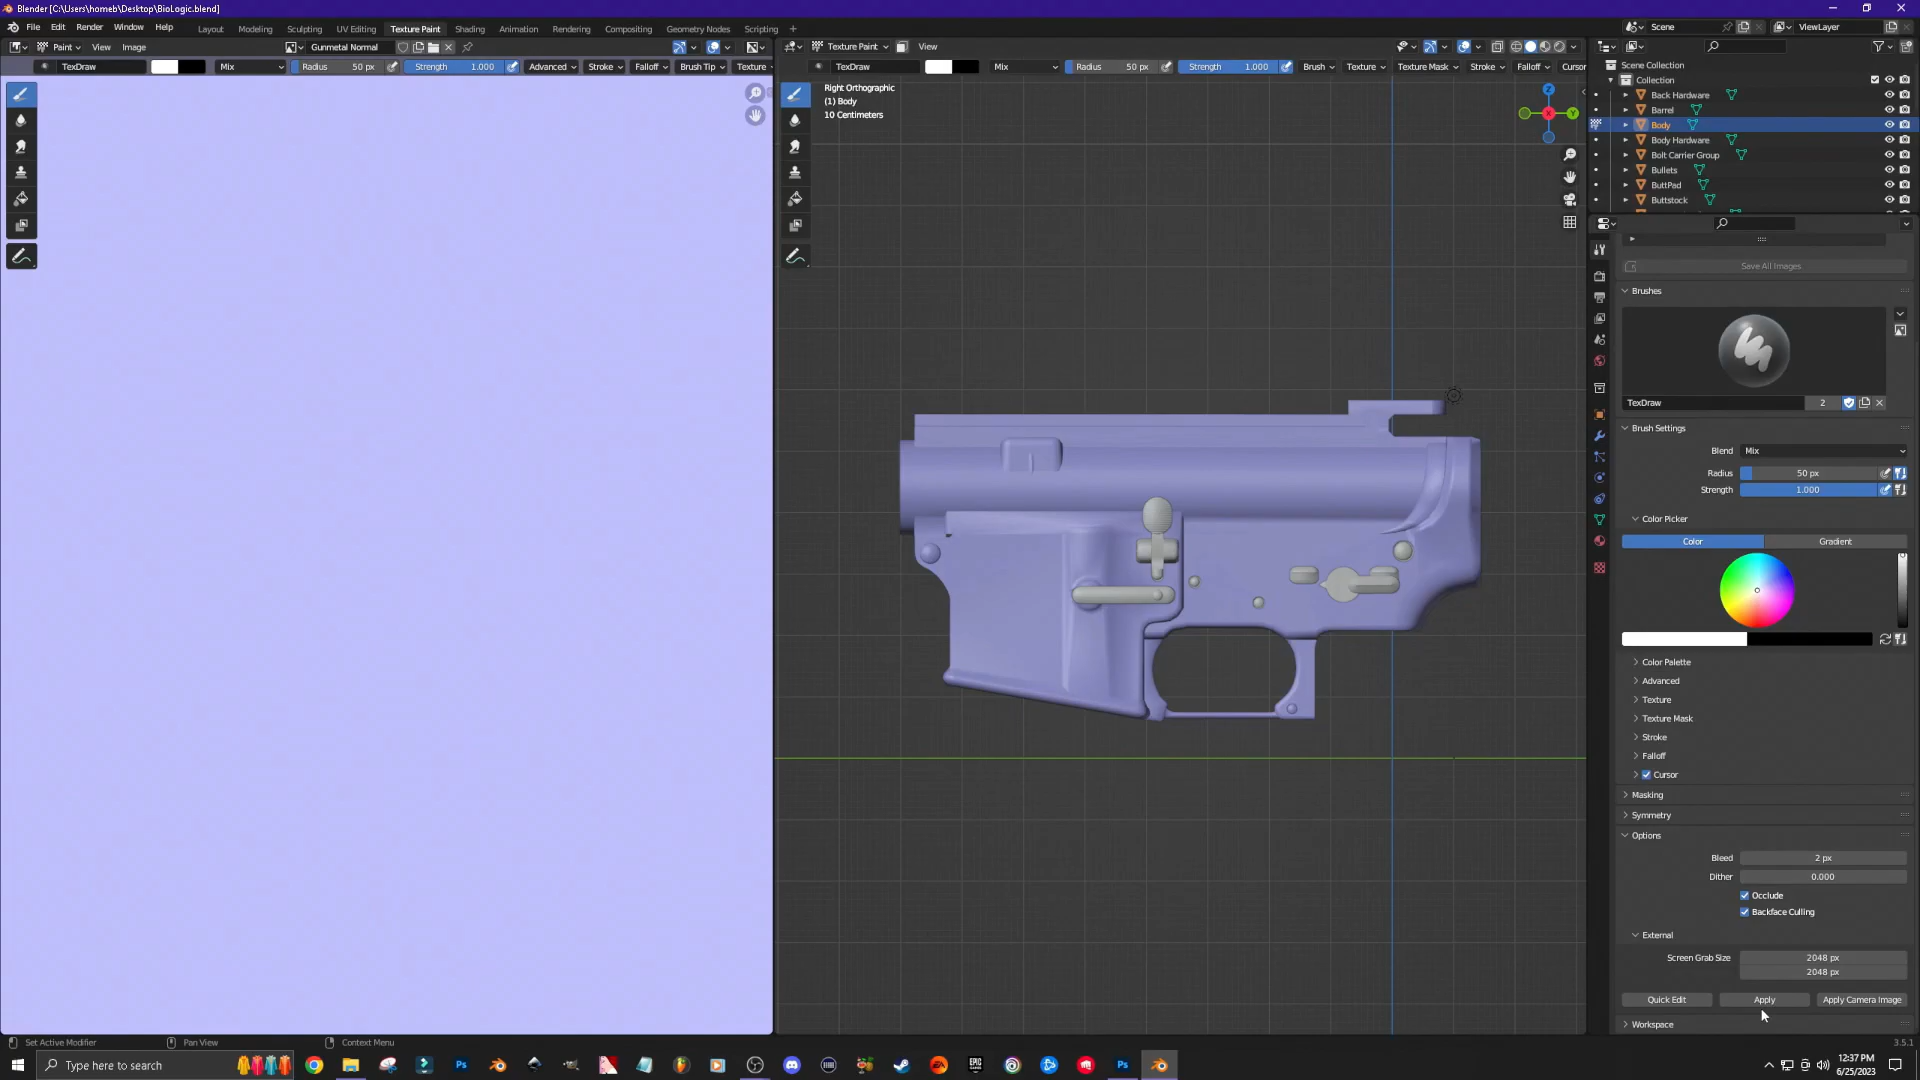 Blender [C:\Users\homeb\Desktop\BioLogic.blend]
File Edit Render Window Help Layout Modeling Sculpting UV Editing Texture Paint Shading Animation Rendering Compositing Geometry Nodes Scripting Scene ViewLayer
Paint View Image Gunmetal Normal Texture Paint View
TexDraw Mix Radius 50 px Strength 1.000 Advanced Stroke Falloff Brush Tip Texture TexDraw Mix Radius 50 px Strength 1.000 Brush Texture Texture Mask Stroke Falloff Cursor
Right Orthographic
(1) Body
10 Centimeters
Z
Y
X
Scene Collection
Collection
Back Hardware
Barrel
Body
Body Hardware
Bolt Carrier Group
Bullets
ButtPad
Buttstock
Save All Images
Brushes
TexDraw 2
Brush Settings
Blend Mix
Radius 50 px
Strength 1.000
Color Picker
Color Gradient
Color Palette
Advanced
Texture
Texture Mask
Stroke
Falloff
Cursor
Masking
Symmetry
Options
Bleed 2 px
Dither 0.000
Occlude
Backface Culling
External
Screen Grab Size 2048 px
2048 px
Quick Edit Apply Apply Camera Image
Workspace
Set Active Modifier Pan View Context Menu 3.5.1
Type here to search
Ps
EA
EPIC GAMES
Ps
12:37 PM
6/25/2023